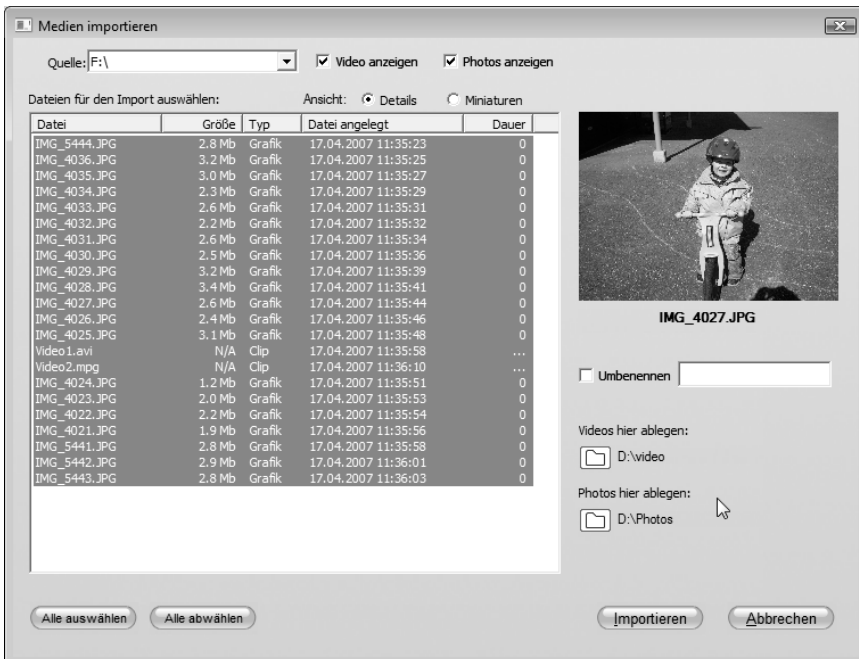 Medien importieren
Quelle: F:\ Video anzeigen Photos anzeigen
Dateien für den Import auswählen: Ansicht: Details Miniaturen
Datei Größe Typ Datei angelegt Dauer
IMG_5444.JPG 2.8 Mb Grafik 17.04.2007 11:35:23 0
IMG_4036.JPG 3.2 Mb Grafik 17.04.2007 11:35:25 0
IMG_4035.JPG 3.0 Mb Grafik 17.04.2007 11:35:27 0
IMG_4034.JPG 2.3 Mb Grafik 17.04.2007 11:35:29 0
IMG_4033.JPG 2.6 Mb Grafik 17.04.2007 11:35:31 0
IMG_4032.JPG 2.2 Mb Grafik 17.04.2007 11:35:32 0
IMG_4031.JPG 2.6 Mb Grafik 17.04.2007 11:35:34 0
IMG_4030.JPG 2.5 Mb Grafik 17.04.2007 11:35:36 0
IMG_4029.JPG 3.2 Mb Grafik 17.04.2007 11:35:39 0
IMG_4028.JPG 3.4 Mb Grafik 17.04.2007 11:35:41 0
IMG_4027.JPG 2.6 Mb Grafik 17.04.2007 11:35:44 0
IMG_4026.JPG 2.4 Mb Grafik 17.04.2007 11:35:46 0
IMG_4025.JPG 3.1 Mb Grafik 17.04.2007 11:35:48 0
Video1.avi N/A Clip 17.04.2007 11:35:58 ...
Video2.mpg N/A Clip 17.04.2007 11:36:10 ...
IMG_4024.JPG 1.2 Mb Grafik 17.04.2007 11:35:51 0
IMG_4023.JPG 2.0 Mb Grafik 17.04.2007 11:35:53 0
IMG_4022.JPG 2.2 Mb Grafik 17.04.2007 11:35:54 0
IMG_4021.JPG 1.9 Mb Grafik 17.04.2007 11:35:56 0
IMG_5441.JPG 2.8 Mb Grafik 17.04.2007 11:35:58 0
IMG_5442.JPG 2.9 Mb Grafik 17.04.2007 11:36:01 0
IMG_5443.JPG 2.8 Mb Grafik 17.04.2007 11:36:03 0
IMG_4027.JPG
Umbenennen
Videos hier ablegen:
D:\video
Photos hier ablegen:
D:\Photos
Alle auswählen Alle abwählen Importieren Abbrechen